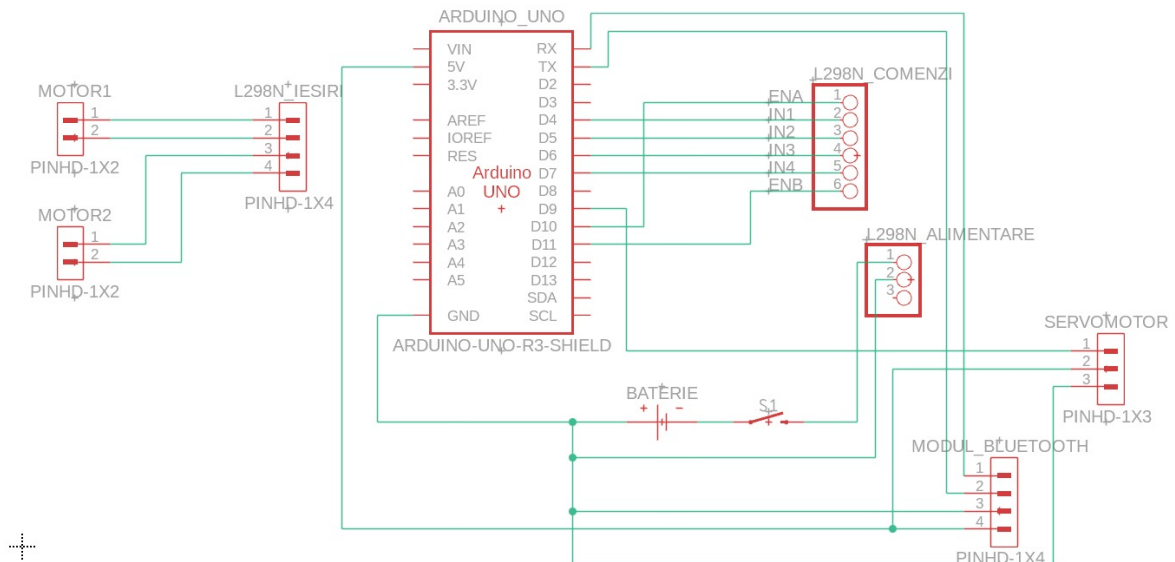 ARDUINO_UNO
VIN
5V
3.3V
AREF
IOREF
RES
A0
A1
A2
A3
A4
A5
GND
RX
TX
D2
D3
D4
D5
D6
D7
D8
D9
D10
D11
D12
D13
SDA
SCL
Arduino
UNO
ARDUINO-UNO-R3-SHIELD
MOTOR1
1
2
PINHD-1X2
MOTOR2
1
2
PINHD-1X2
L298N_IESIRI
1
2
3
4
PINHD-1X4
L298N_COMENZI
ENA 1
IN1 2
IN2 3
IN3 4
IN4 5
ENB 6
L298N_ALIMENTARE
1
2
3
SERVOMOTOR
1
2
3
PINHD-1X3
BATERIE
+ −
S1
MODUL_BLUETOOTH
1
2
3
4
PINHD-1X4